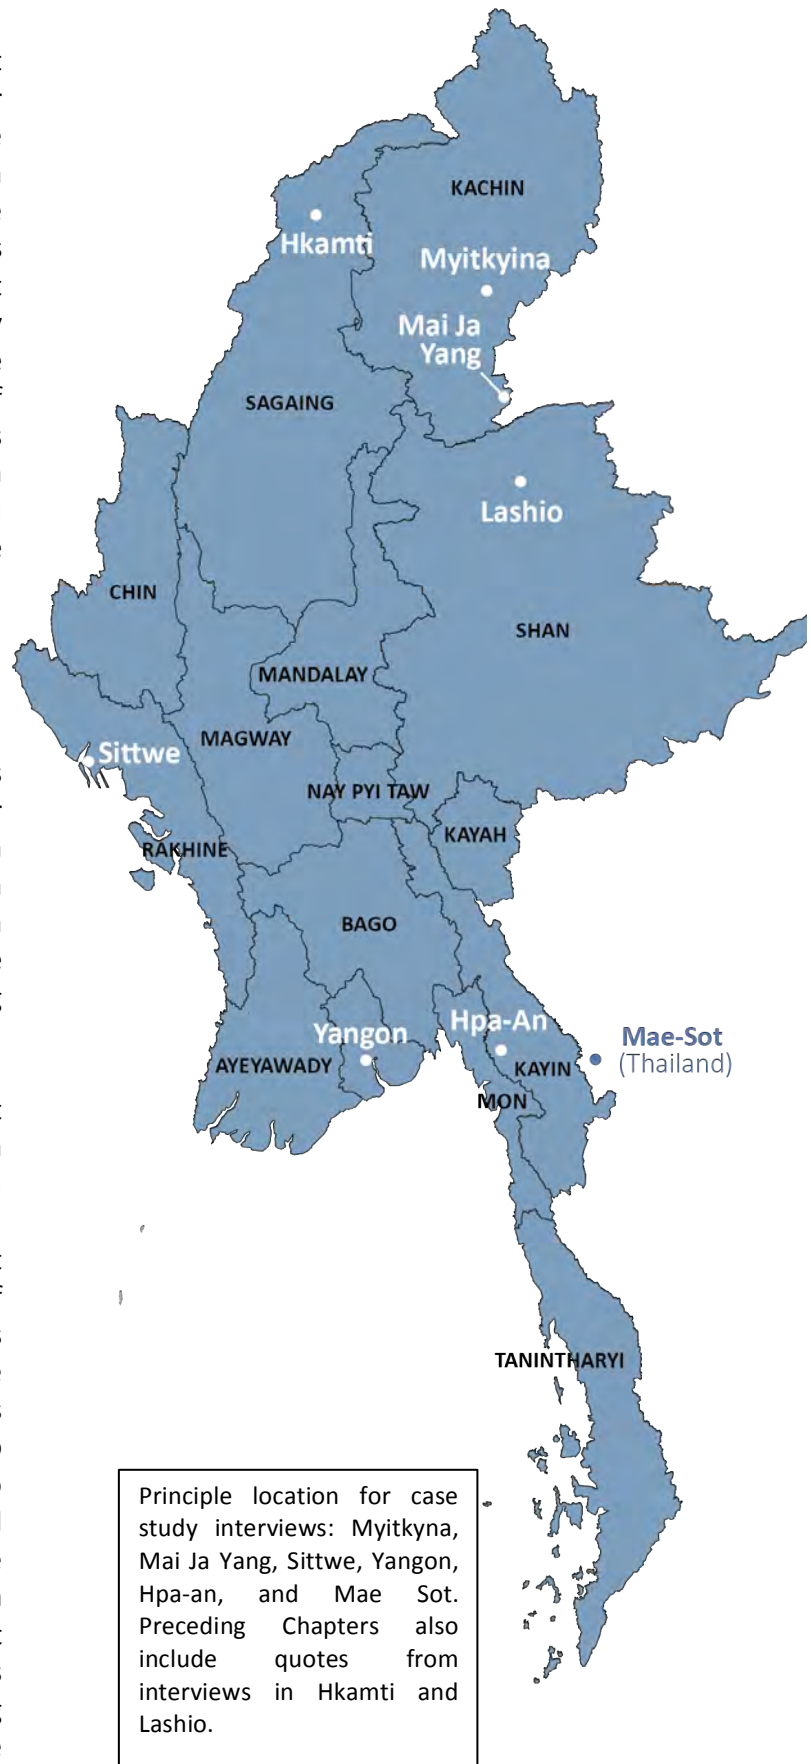 KACHIN
Hkamti
Myitkyina
Mai Ja
Yang
SAGAING
Lashio
CHIN
SHAN
MANDALAY
MAGWAY
Sittwe
NAY PYI TAW
KAYAH
RAKHINE
BAGO
Hpa-An
Yangon
Mae-Sot
(Thailand)
AYEYAWADY
KAYIN
MON
TANINTHARYI
Principle location for case
study interviews: Myitkyna,
Mai Ja Yang, Sittwe, Yangon,
Hpa-an, and Mae Sot.
Preceding Chapters also
include quotes from
interviews in Hkamti and
Lashio.